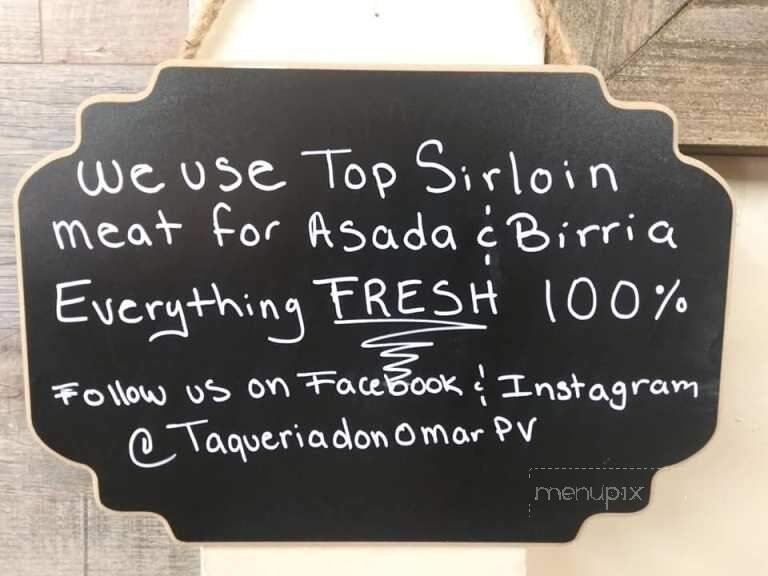 We use Top Sirloin
meat for Asada & Birria
Everything FRESH 100%
Follow us on Facebook & Instagram
@TaqueriadonOmarPV
menupix